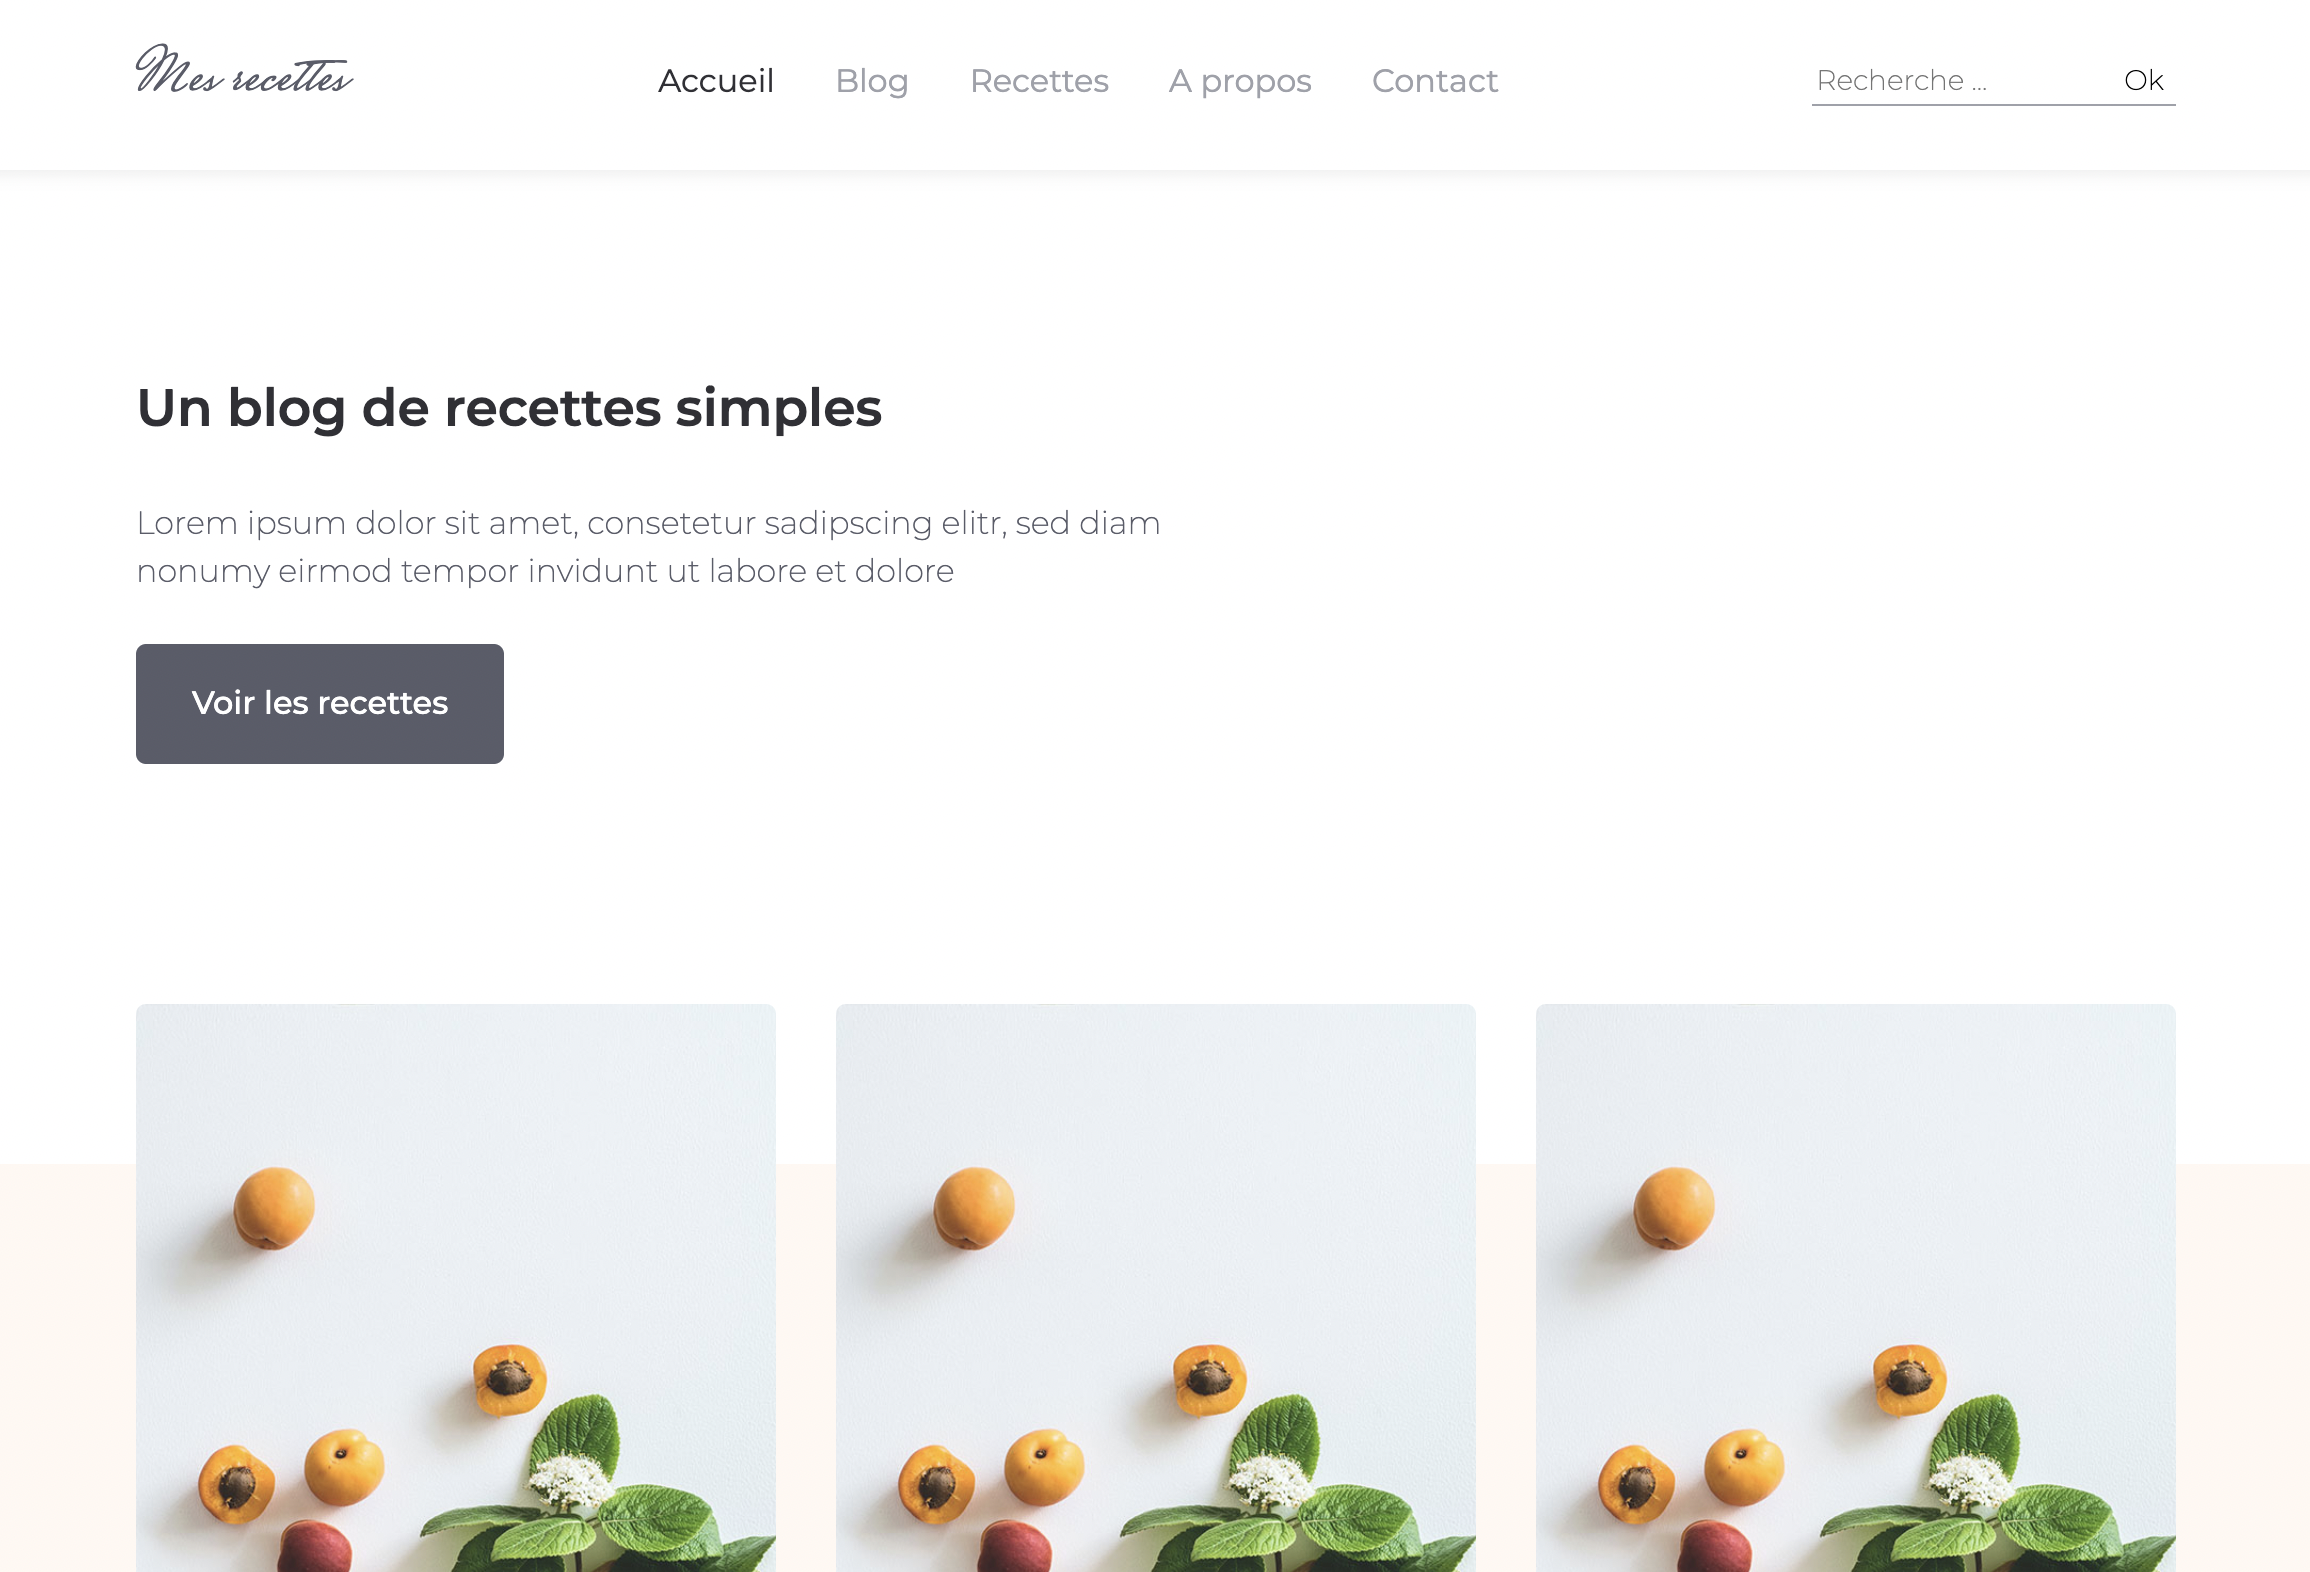 Mes recettes
Accueil
Blog
Recettes
A propos
Contact
Recherche ...
Ok
Un blog de recettes simples
Lorem ipsum dolor sit amet, consetetur sadipscing elitr, sed diam
nonumy eirmod tempor invidunt ut labore et dolore
Voir les recettes